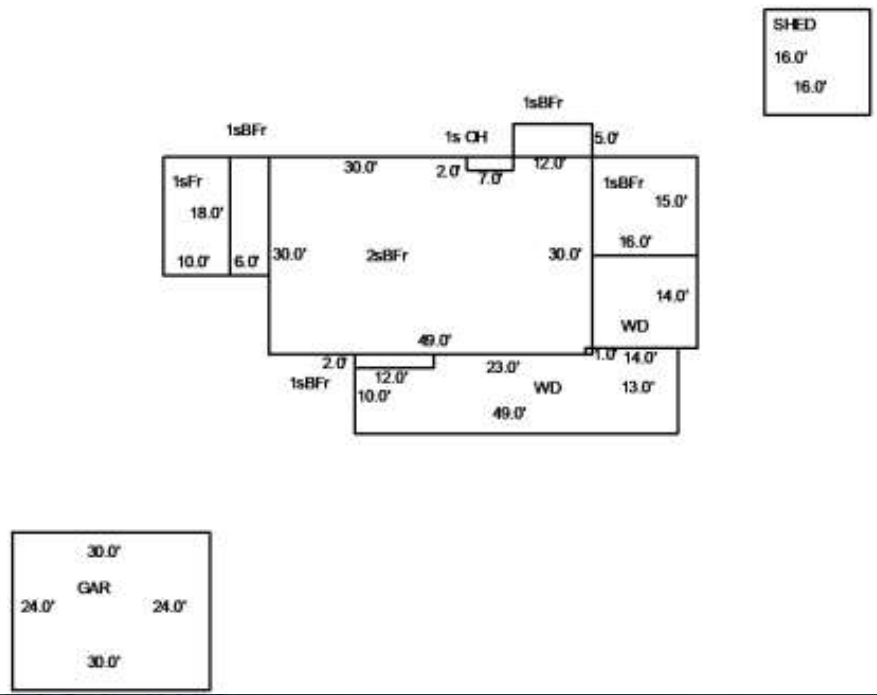 SHED
16.0'
16.0'
1sBFr
1sBFr
1s OH
5.0'
30.0'
2.0'
7.0'
12.0'
1sFr
1sBFr
18.0'
15.0'
16.0'
10.0'
6.0'
30.0'
2sBFr
30.0'
14.0'
WD
49.0'
2.0'
1.0'
14.0'
1sBFr
12.0'
23.0'
10.0'
WD
13.0'
49.0'
30.0'
GAR
24.0'
24.0'
30.0'